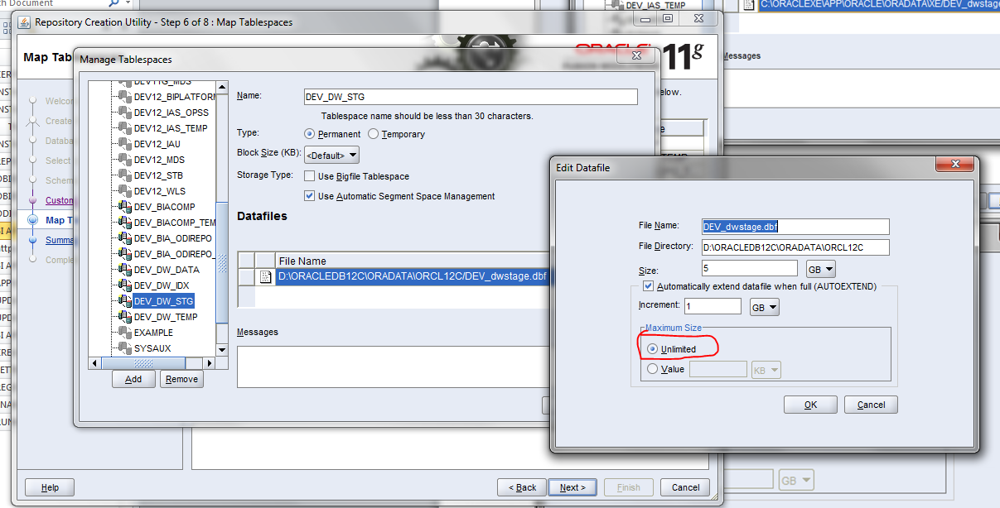 ch Document
DEV_IAS_TEMP
C:\ORACLEXE\APP\ORACLE\ORADATA\XE/DEV_dwstage
Repository Creation Utility - Step 6 of 8 : Map Tablespaces
Map Tab
ORACLE
11g
Messages
Welcon
Create
Databa
Select
Schem
Custon
Map T
Summa
Comple
elow.
Manage Tablespaces
DEV11G_MDS
DEV12_BIPLATFORM
DEV12_IAS_OPSS
DEV12_IAS_TEMP
DEV12_IAU
DEV12_MDS
DEV12_STB
DEV12_WLS
DEV_BIACOMP
DEV_BIACOMP_TEM
DEV_BIA_ODIREPO
DEV_BIA_ODIREPO_
DEV_DW_DATA
DEV_DW_IDX
DEV_DW_STG
DEV_DW_TEMP
EXAMPLE
SYSAUX
Add Remove
Name: DEV_DW_STG
Tablespace name should be less than 30 characters.
Type: Permanent Temporary
Block Size (KB): <Default>
Storage Type: Use Bigfile Tablespace
Use Automatic Segment Space Management
Datafiles
File Name
D:\ORACLEDB12C\ORADATA\ORCL12C/DEV_dwstage.dbf
Messages
Edit Datafile
File Name: DEV_dwstage.dbf
File Directory: D:\ORACLEDB12C\ORADATA\ORCL12C
Size: 5 GB
Automatically extend datafile when full (AUTOEXTEND)
Increment: 1 GB
Maximum Size
Unlimited
Value KB
OK Cancel
GB
Help < Back Next > Finish Cancel